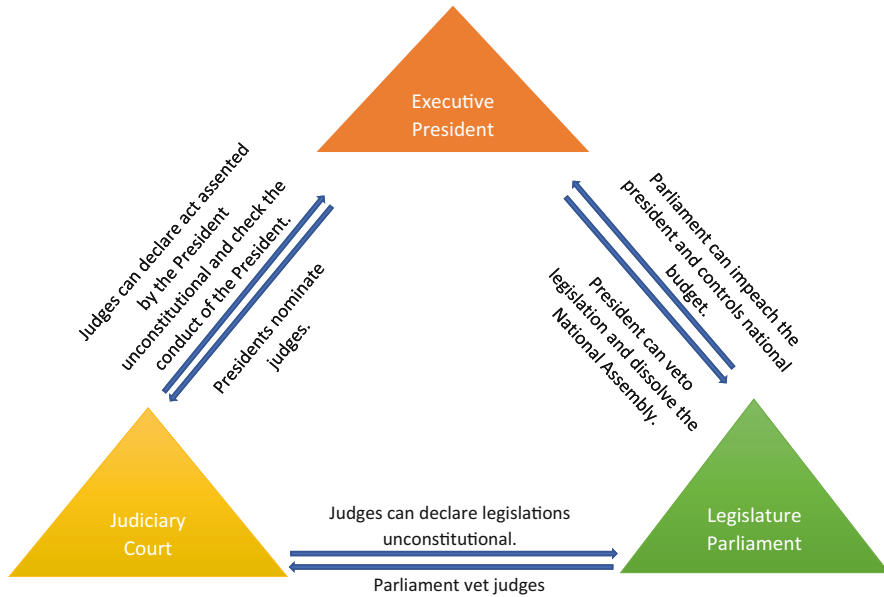 Executive
President
Judges can declare act assented
by the President
unconstitutional and check the
conduct of the President.
Presidents nominate
judges.
Parliament can impeach the
president and controls national
budget.
President can veto
legislation and dissolve the
National Assembly.
Judiciary
Court
Judges can declare legislations
unconstitutional.
Parliament vet judges
Legislature
Parliament